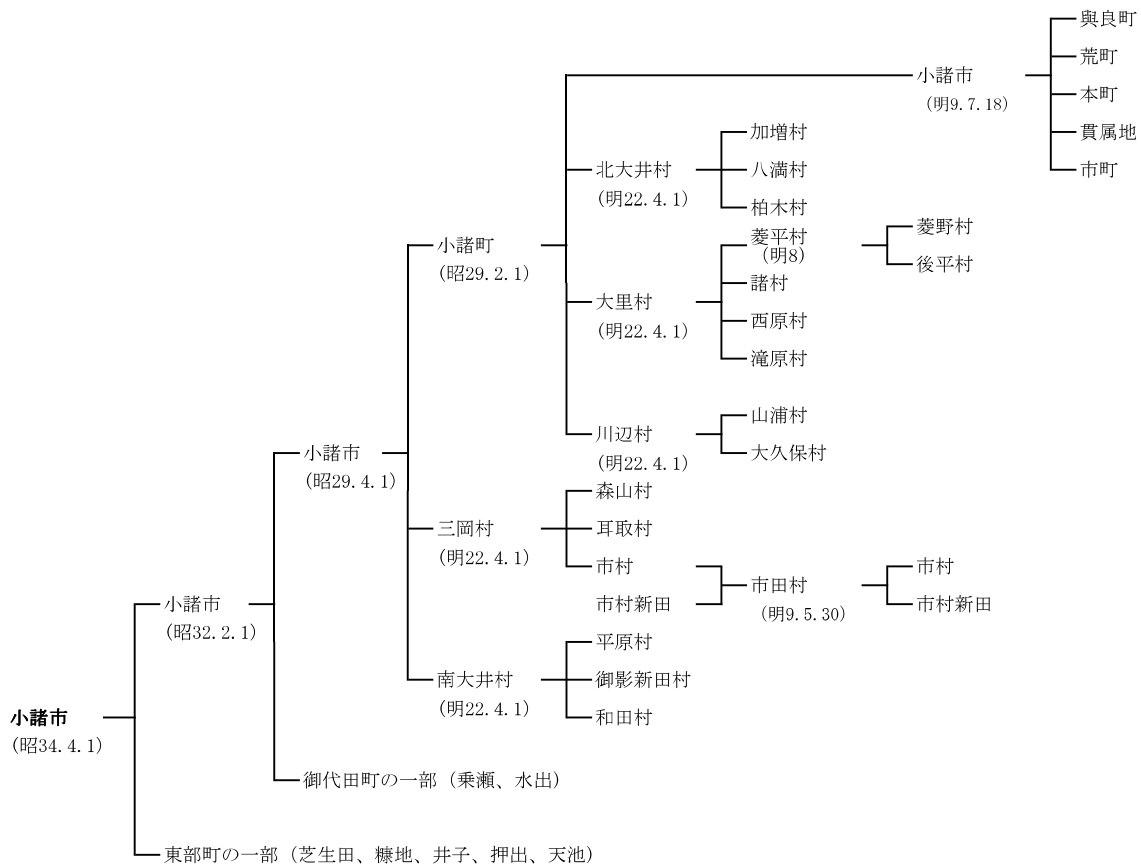 與良町
荒町
小諸市
(明9.7.18)
本町
貫属地
市町
加増村
北大井村
(明22.4.1)
八満村
柏木村
菱平村
(明8)
菱野村
後平村
小諸町
(昭29.2.1)
諸村
大里村
(明22.4.1)
西原村
滝原村
山浦村
川辺村
(明22.4.1)
大久保村
小諸市
(昭29.4.1)
森山村
三岡村
(明22.4.1)
耳取村
市村
市村新田
市田村
(明9.5.30)
市村
市村新田
小諸市
(昭32.2.1)
平原村
南大井村
(明22.4.1)
御影新田村
和田村
小諸市
(昭34.4.1)
御代田町の一部（乗瀬、水出）
東部町の一部（芝生田、糠地、井子、押出、天池）